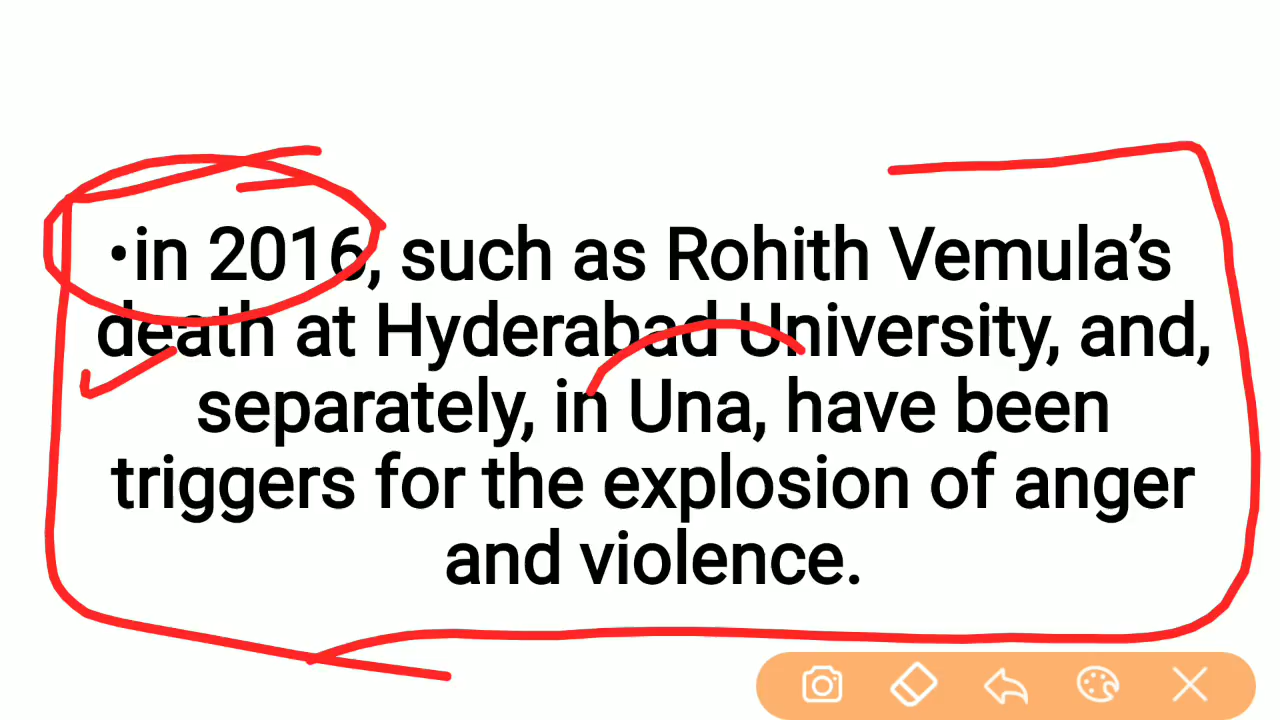 •in 2016, such as Rohith Vemula’s
death at Hyderabad University, and,
separately, in Una, have been
triggers for the explosion of anger
and violence.